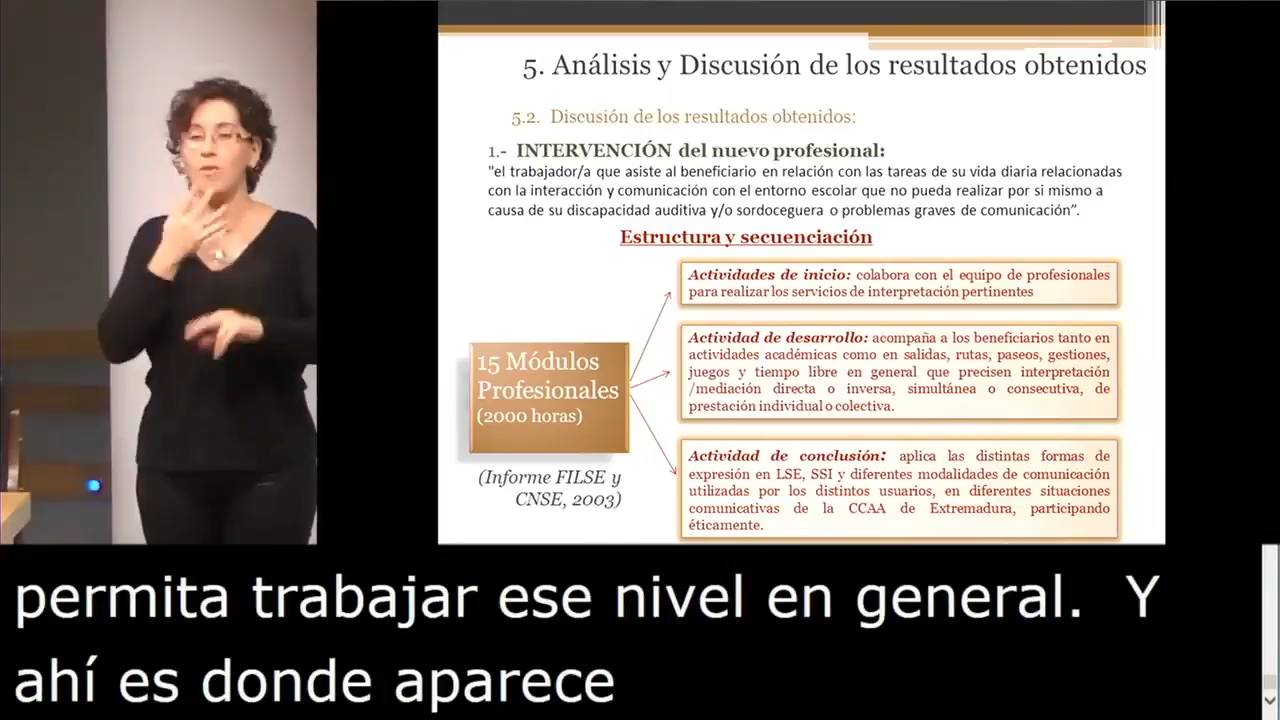 5. Análisis y Discusión de los resultados obtenidos
5.2. Discusión de los resultados obtenidos:
1.- INTERVENCIÓN del nuevo profesional:
"el trabajador/a que asiste al beneficiario en relación con las tareas de su vida diaria relacionadas
con la interacción y comunicación con el entorno escolar que no pueda realizar por si mismo a
causa de su discapacidad auditiva y/o sordoceguera o problemas graves de comunicación”.
Estructura y secuenciación
15 Módulos
Profesionales
(2000 horas)
(Informe FILSE y
CNSE, 2003)
Actividades de inicio: colabora con el equipo de profesionales
para realizar los servicios de interpretación pertinentes
Actividad de desarrollo: acompaña a los beneficiarios tanto en
actividades académicas como en salidas, rutas, paseos, gestiones,
juegos y tiempo libre en general que precisen interpretación
/mediación directa o inversa, simultánea o consecutiva, de
prestación individual o colectiva.
Actividad de conclusión: aplica las distintas formas de
expresión en LSE, SSI y diferentes modalidades de comunicación
utilizadas por los distintos usuarios, en diferentes situaciones
comunicativas de la CCAA de Extremadura, participando
éticamente.
permita trabajar ese nivel en general. Y
ahí es donde aparece